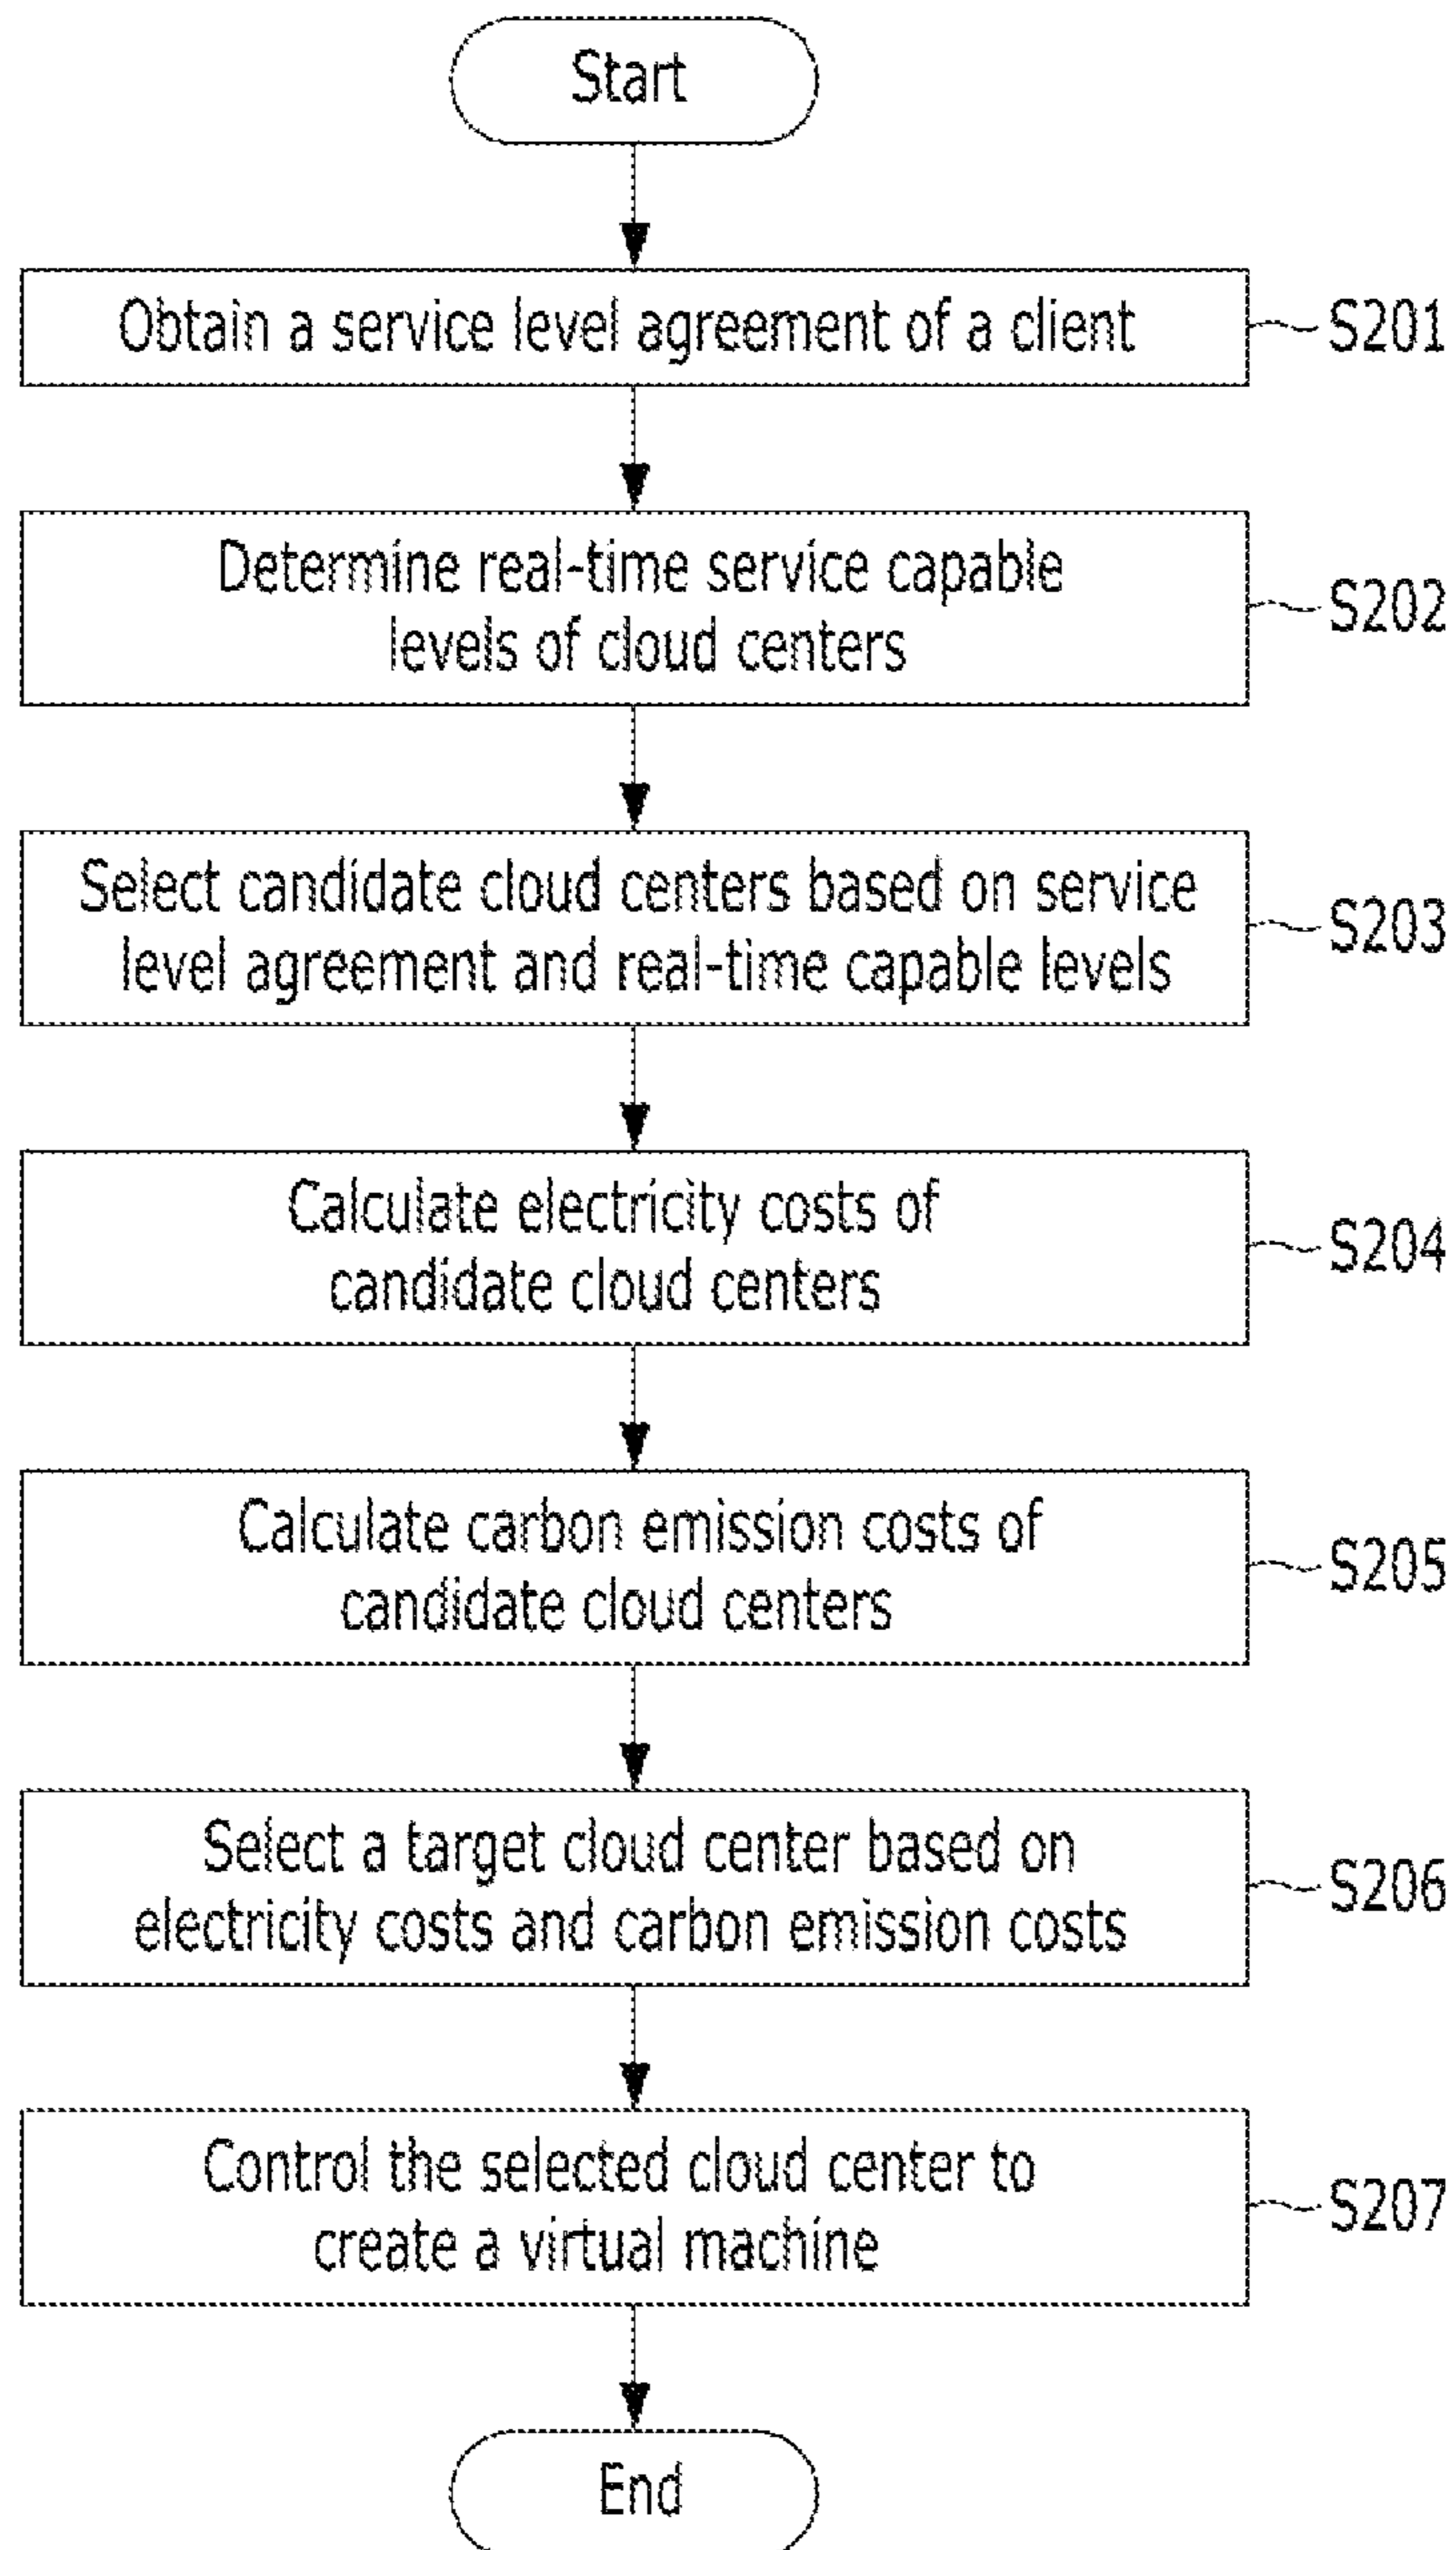 Start
Obtain a service level agreement of a client
S201
Determine real-time service capable
levels of cloud centers
S202
Select candidate cloud centers based on service
level agreement and real-time capable levels
S203
Calculate electricity costs of
candidate cloud centers
S204
Calculate carbon emission costs of
candidate cloud centers
S205
Select a target cloud center based on
electricity costs and carbon emission costs
S206
Control the selected cloud center to
create a virtual machine
S207
End